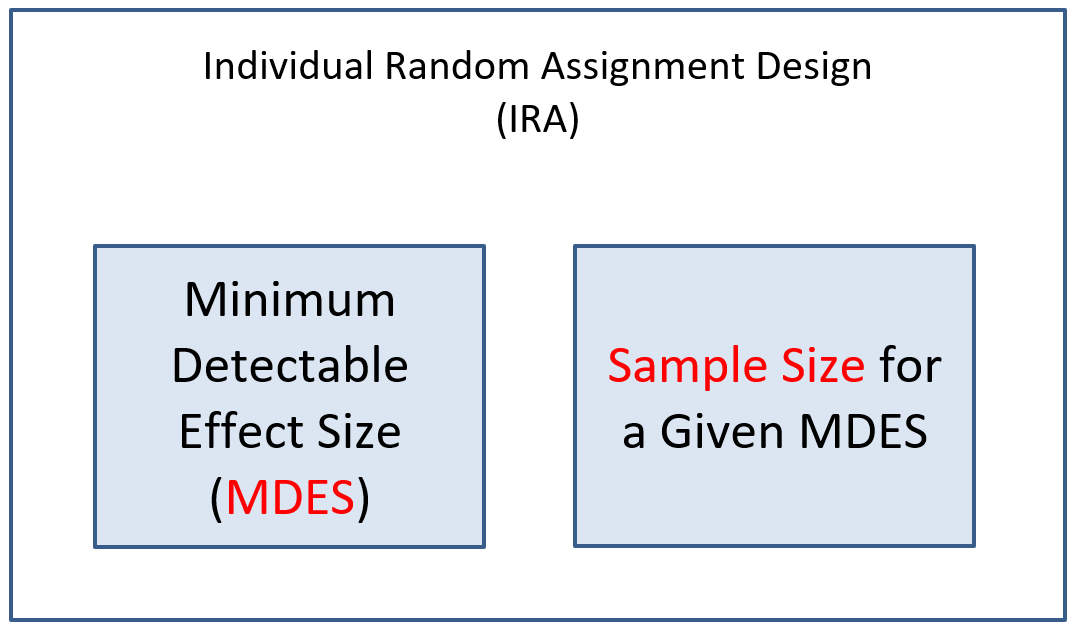 Individual Random Assignment Design
(IRA)
Minimum
Detectable
Effect Size
(MDES)
Sample Size for
a Given MDES